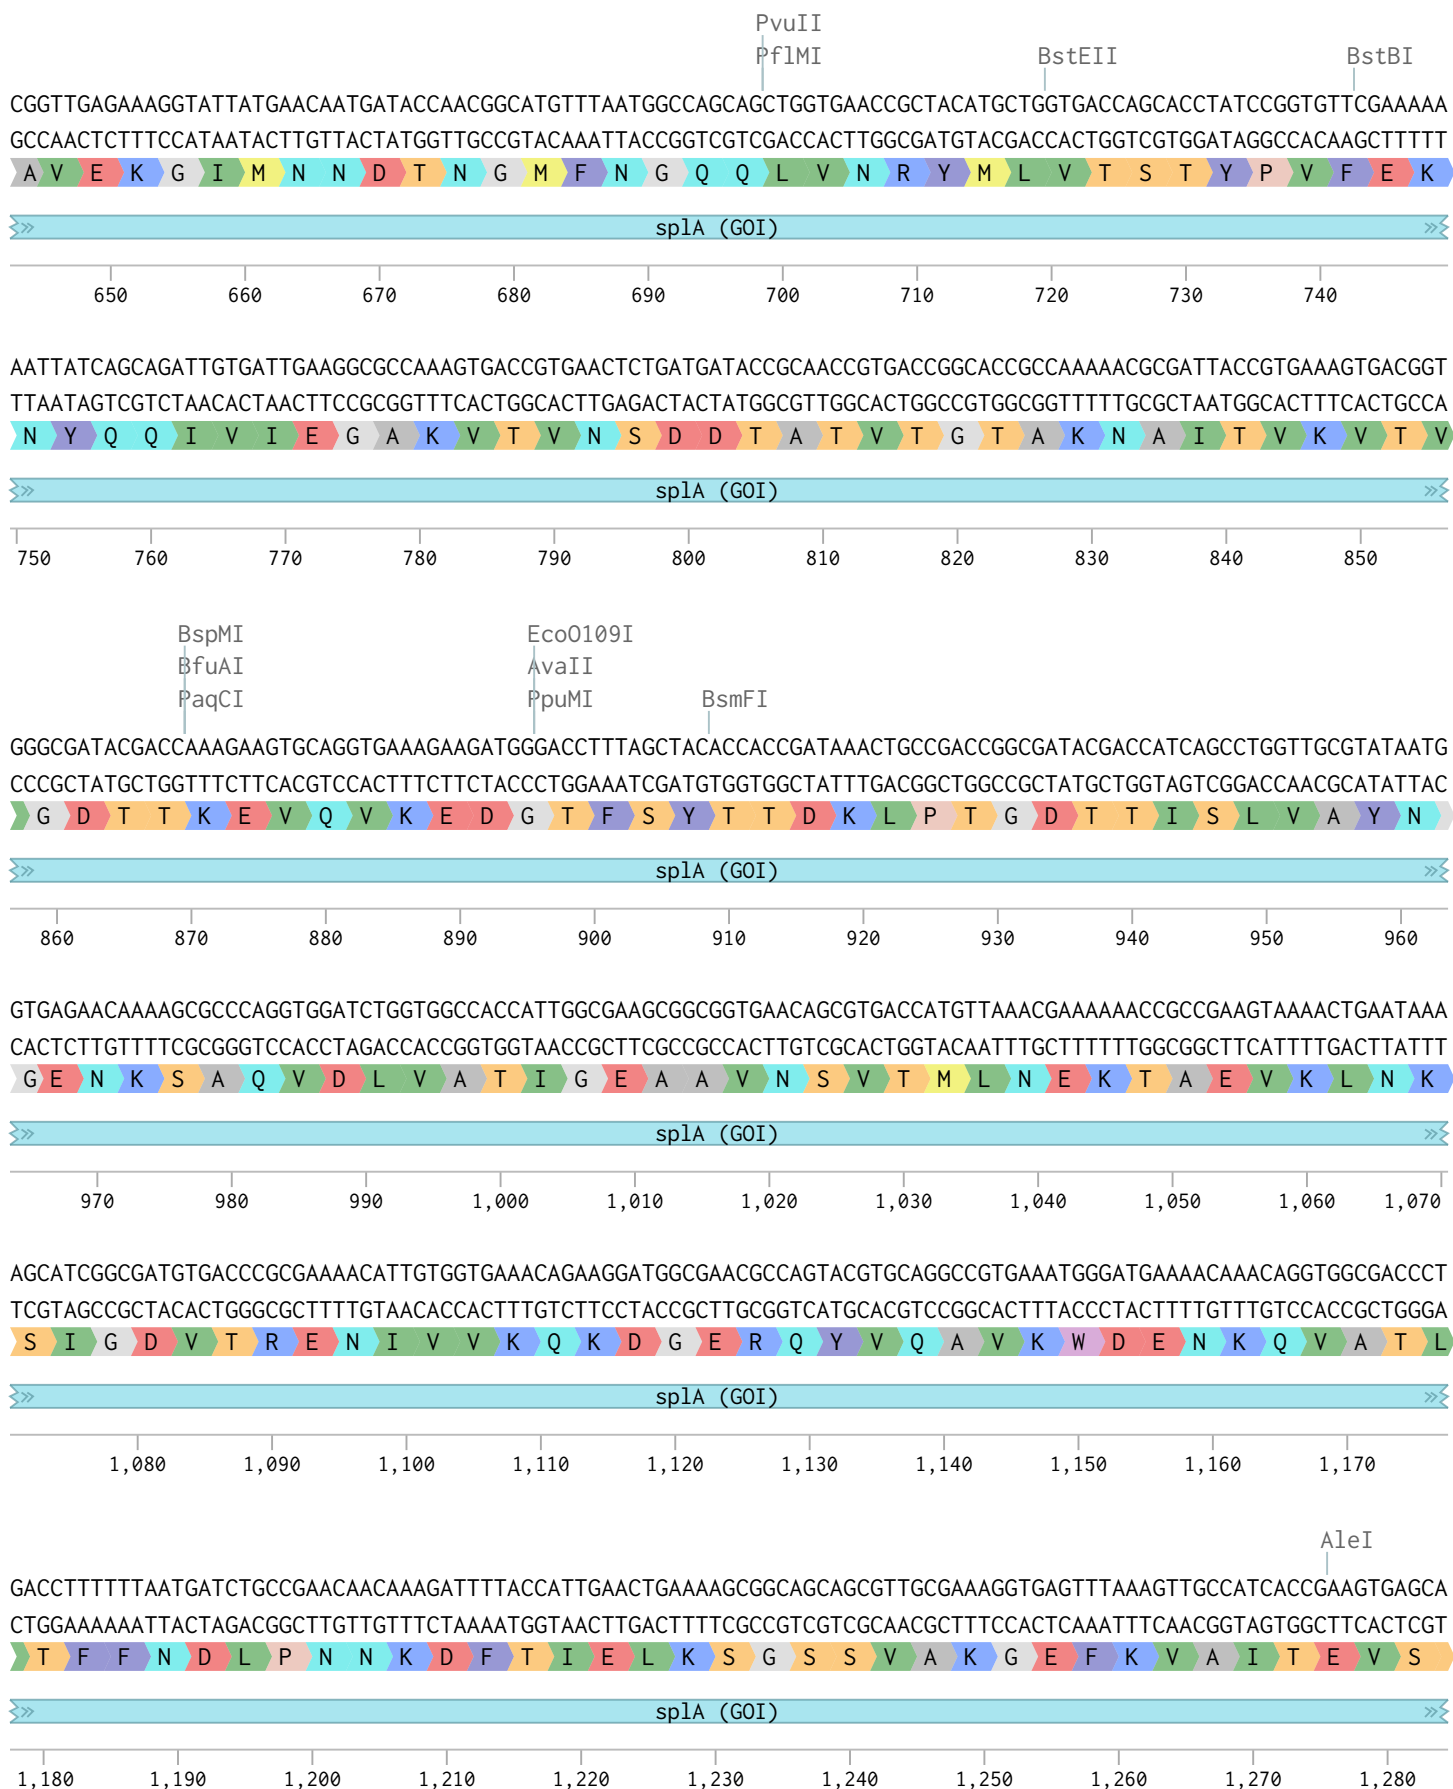 PvuII
PflMI BstEII BstBI
CGGTTGAGAAAGGTATTATGAACAATGATACCAACGGCATGTTTAATGGCCAGCAGCTGGTGAACCGCTACATGCTGGTGACCAGCACCTATCCGGTGTTCGAAAAA
GCCAACTCTTTCCATAATACTTGTTACTATGGTTGCCGTACAAATTACCGGTCGTCGACCACTTGGCGATGTACGACCACTGGTCGTGGATAGGCCACAAGCTTTTT
A V E K G I M N N D T N G M F N G Q Q L V N R Y M L V T S T Y P V F E K
splA (GOI)
650 660 670 680 690 700 710 720 730 740
AATTATCAGCAGATTGTGATTGAAGGCGCCAAAGTGACCGTGAACTCTGATGATACCGCAACCGTGACCGGCACCGCCAAAAACGCGATTACCGTGAAAGTGACGGT
TTAATAGTCGTCTAACACTAACTTCCGCGGTTTCACTGGCACTTGAGACTACTATGGCGTTGGCACTGGCCGTGGCGGTTTTTGCGCTAATGGCACTTTCACTGCCA
N Y Q Q I V I E G A K V T V N S D D T A T V T G T A K N A I T V K V T V
splA (GOI)
750 760 770 780 790 800 810 820 830 840 850
BspMI EcoO109I
BfuAI AvaII
PaqCI PpuMI BsmFI
GGGCGATACGACCAAAGAAGTGCAGGTGAAAGAAGATGGGACCTTTAGCTACACCACCGATAAACTGCCGACCGGCGATACGACCATCAGCCTGGTTGCGTATAATG
CCCGCTATGCTGGTTTCTTCACGTCCACTTTCTTCTACCCTGGAAATCGATGTGGTGGCTATTTGACGGCTGGCCGCTATGCTGGTAGTCGGACCAACGCATATTAC
G D T T K E V Q V K E D G T F S Y T T D K L P T G D T T I S L V A Y N
splA (GOI)
860 870 880 890 900 910 920 930 940 950 960
GTGAGAACAAAAGCGCCCAGGTGGATCTGGTGGCCACCATTGGCGAAGCGGCGGTGAACAGCGTGACCATGTTAAACGAAAAAACCGCCGAAGTAAAACTGAATAAA
CACTCTTGTTTTCGCGGGTCCACCTAGACCACCGGTGGTAACCGCTTCGCCGCCACTTGTCGCACTGGTACAATTTGCTTTTTTGGCGGCTTCATTTTGACTTATTT
G E N K S A Q V D L V A T I G E A A V N S V T M L N E K T A E V K L N K
splA (GOI)
970 980 990 1,000 1,010 1,020 1,030 1,040 1,050 1,060 1,070
AGCATCGGCGATGTGACCCGCGAAAACATTGTGGTGAAACAGAAGGATGGCGAACGCCAGTACGTGCAGGCCGTGAAATGGGATGAAAACAAACAGGTGGCGACCCT
TCGTAGCCGCTACACTGGGCGCTTTTGTAACACCACTTTGTCTTCCTACCGCTTGCGGTCATGCACGTCCGGCACTTTACCCTACTTTTGTTTGTCCACCGCTGGGA
S I G D V T R E N I V V K Q K D G E R Q Y V Q A V K W D E N K Q V A T L
splA (GOI)
1,080 1,090 1,100 1,110 1,120 1,130 1,140 1,150 1,160 1,170
AleI
GACCTTTTTTAATGATCTGCCGAACAACAAAGATTTTACCATTGAACTGAAAAGCGGCAGCAGCGTTGCGAAAGGTGAGTTTAAAGTTGCCATCACCGAAGTGAGCA
CTGGAAAAAATTACTAGACGGCTTGTTGTTTCTAAAATGGTAACTTGACTTTTCGCCGTCGTCGCAACGCTTTCCACTCAAATTTCAACGGTAGTGGCTTCACTCGT
T F F N D L P N N K D F T I E L K S G S S V A K G E F K V A I T E V S
splA (GOI)
1,180 1,190 1,200 1,210 1,220 1,230 1,240 1,250 1,260 1,270 1,280